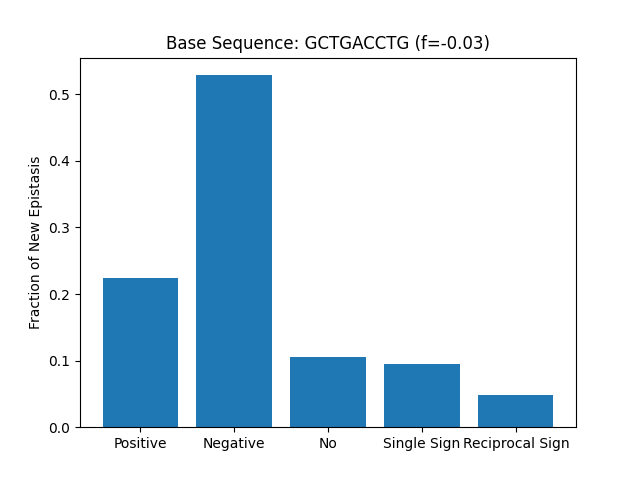 Base Sequence: GCTGACCTG (f=-0.03)
Fraction of New Epistasis
0.5
0.4
0.3
0.2
0.1
0.0
Positive Negative No Single Sign Reciprocal Sign